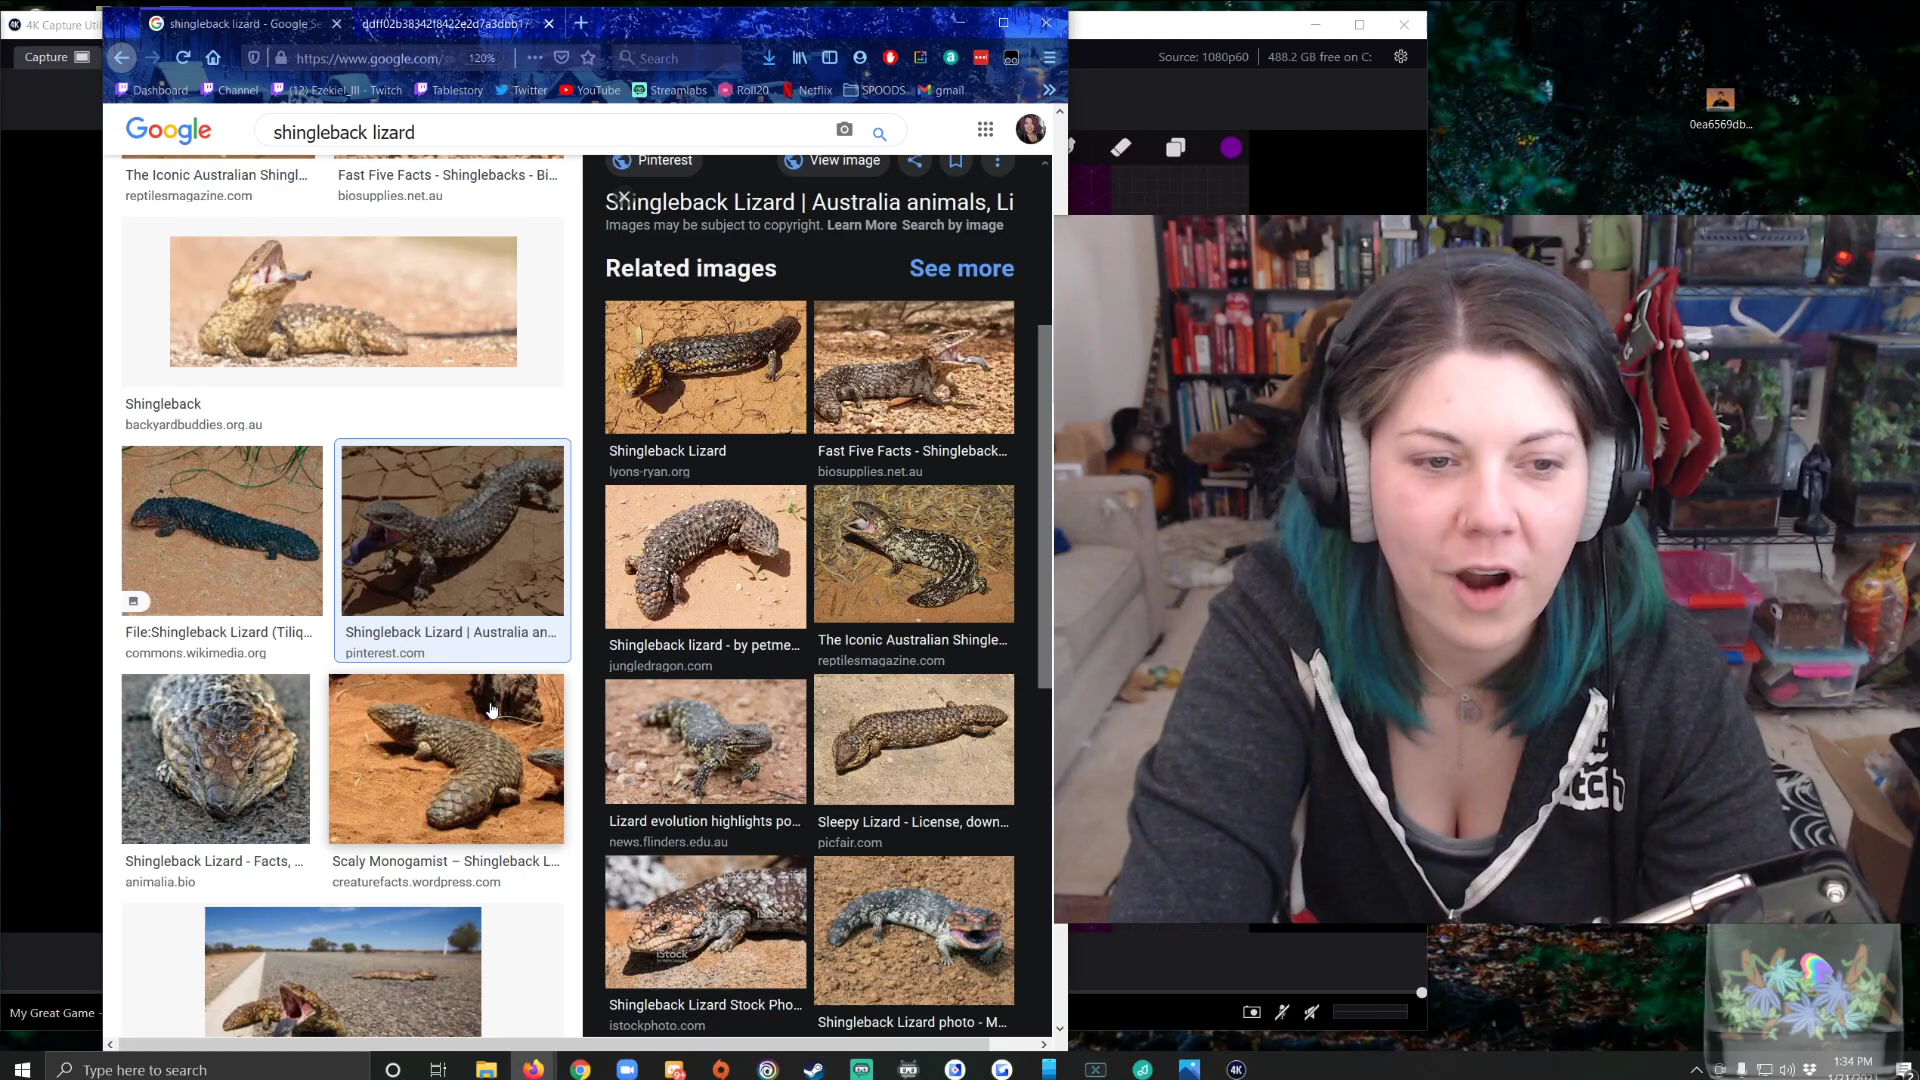 4K Capture Uti
shingleback lizard - Google Se
Source: 1080p60
488.2 GB free on C:
Capture
https://www.google.com/s
120%
Search
Dashboard
Channel
(12) Ezekiel_III - Twitch
Tablestory
Twitter
YouTube
Streamlabs
Roll20
Netflix
SPOODS
gmail
0ea6569db...
Google
shingleback lizard
Pinterest
View image
The Iconic Australian Shingl...
reptilesmagazine.com
Fast Five Facts - Shinglebacks - Bi...
biosupplies.net.au
Shingleback Lizard | Australia animals, Li
Images may be subject to copyright. Learn More Search by image
Related images
See more
Shingleback
backyardbuddies.org.au
Shingleback Lizard
lyons-ryan.org
Fast Five Facts - Shingleback...
biosupplies.net.au
File:Shingleback Lizard (Tiliq...
commons.wikimedia.org
Shingleback Lizard | Australia an...
pinterest.com
Shingleback lizard - by petme...
jungledragon.com
The Iconic Australian Shingle...
reptilesmagazine.com
Lizard evolution highlights po...
news.flinders.edu.au
Sleepy Lizard - License, down...
picfair.com
Shingleback Lizard - Facts, ...
animalia.bio
Scaly Monogamist – Shingleback L...
creaturefacts.wordpress.com
iStock
Shingleback Lizard Stock Pho...
istockphoto.com
Shingleback Lizard photo - M...
My Great Game -
Type here to search
9+
4K
1:34 PM